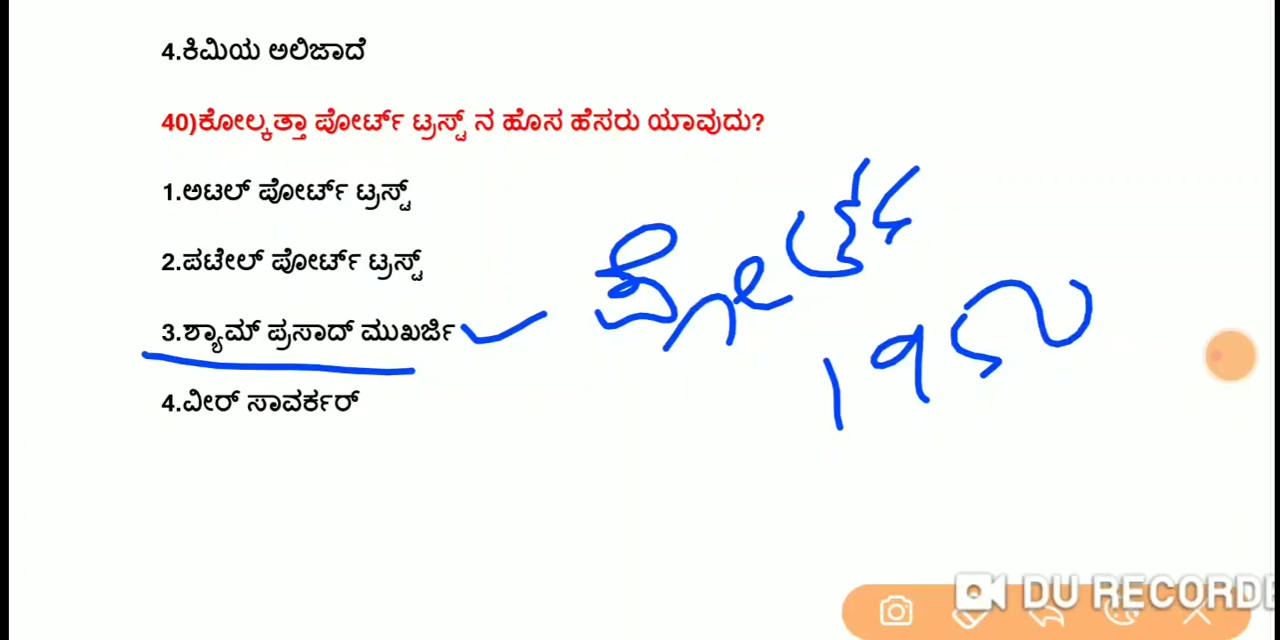 4.ಕಿಮಿಯ ಅಲಿಜಾದೆ
40)ಕೋಲ್ಕತ್ತಾ ಪೋರ್ಟ್ ಟ್ರಸ್ಟ್ ನ ಹೊಸ ಹೆಸರು ಯಾವುದು?
1.ಅಟಲ್ ಪೋರ್ಟ್ ಟ್ರಸ್ಟ್
2.ಪಟೇಲ್ ಪೋರ್ಟ್ ಟ್ರಸ್ಟ್
3.ಶ್ಯಾಮ್ ಪ್ರಸಾದ್ ಮುಖರ್ಜಿ
4.ವೀರ್ ಸಾವರ್ಕರ್
DU RECORDE